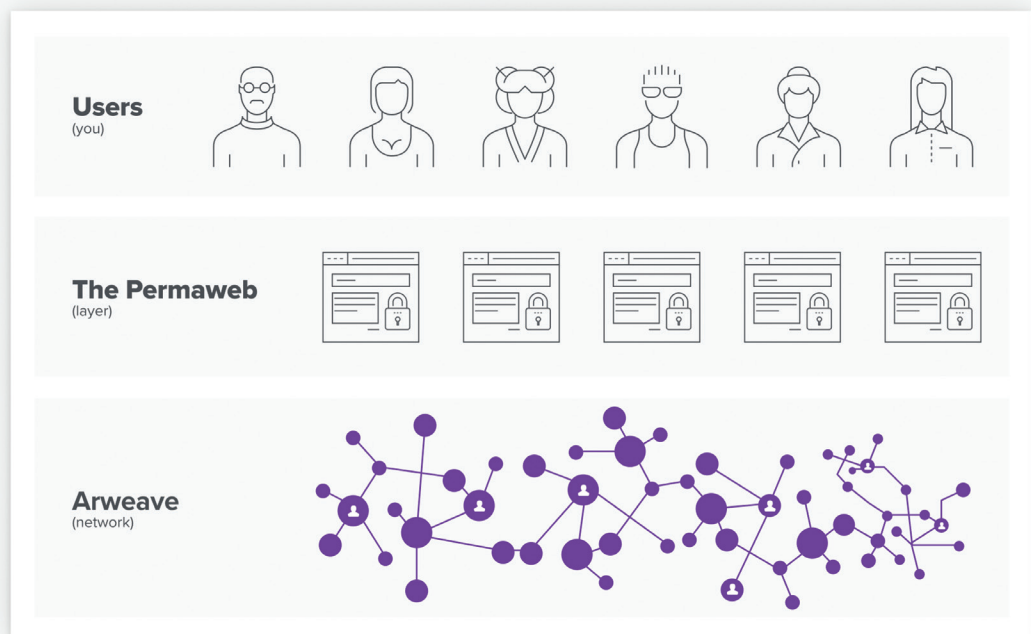 Users
(you)
The Permaweb
(layer)
Arweave
(network)